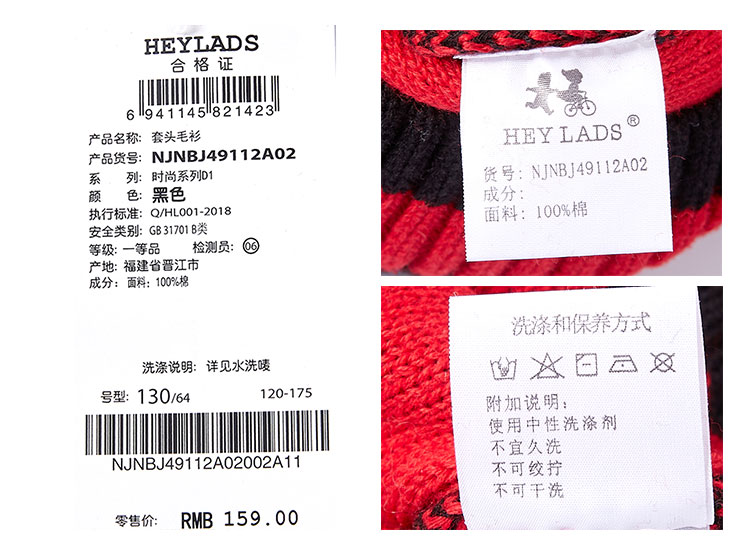 HEYLADS
合格证
6 941145 821423
产品名称: 套头毛衫
产品货号: NJNBJ49112A02
系 列: 时尚系列D1
颜 色: 黑色
执行标准: Q/HL001-2018
安全类别: GB 31701 B类
等级: 一等品 检测员: 06
产地: 福建省晋江市
成分: 面料: 100%棉
洗涤说明: 详见水洗唛
号型: 130/64 120-175
NJNBJ49112A02002A11
零售价: RMB 159.00
HEY LADS®
货号: NJNBJ49112A02
成分:
面料: 100%棉
洗涤和保养方式
附加说明:
使用中性洗涤剂
不宜久洗
不可绞拧
不可干洗